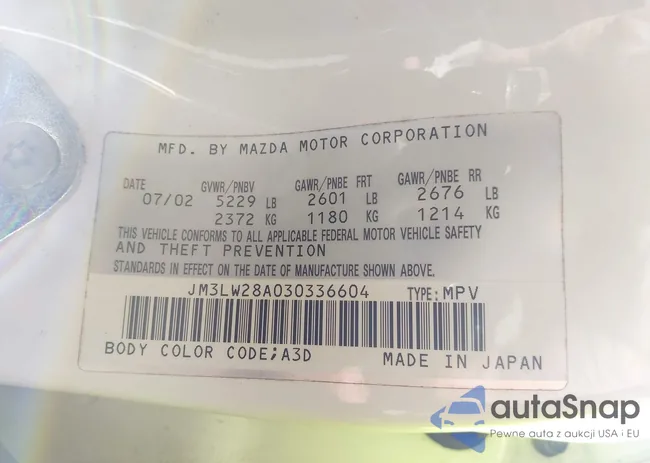 MFD. BY MAZDA MOTOR CORPORATION
DATE GVWR/PNBV GAWR/PNBE FRT GAWR/PNBE RR
07/02 5229 LB 2601 LB 2676 LB
2372 KG 1180 KG 1214 KG
THIS VEHICLE CONFORMS TO ALL APPLICABLE FEDERAL MOTOR VEHICLE SAFETY
AND THEFT PREVENTION
STANDARDS IN EFFECT ON THE DATE OF MANUFACTURE SHOWN ABOVE.
JM3LW28A030336604 TYPE:MPV
BODY COLOR CODE;A3D MADE IN JAPAN
autaSnap
Pewne auta z aukcji USA i EU